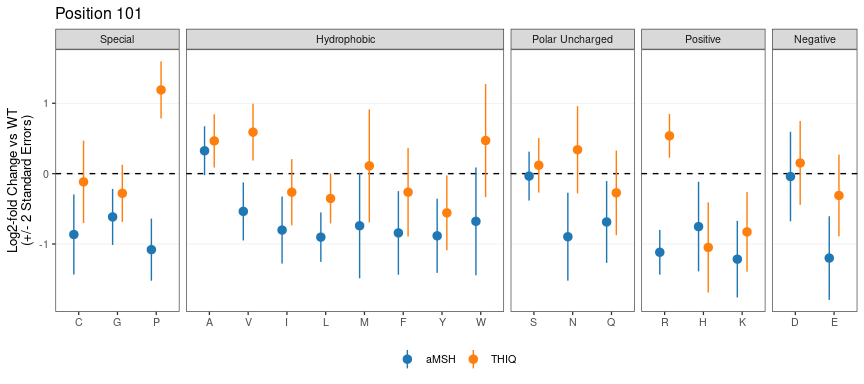 Position 101
Special
Hydrophobic
Polar Uncharged
Positive
Negative
Log2-fold Change vs WT
(+/- 2 Standard Errors)
1
0
-1
C G P A V I L M F Y W S N Q R H K D E
aMSH THIQ